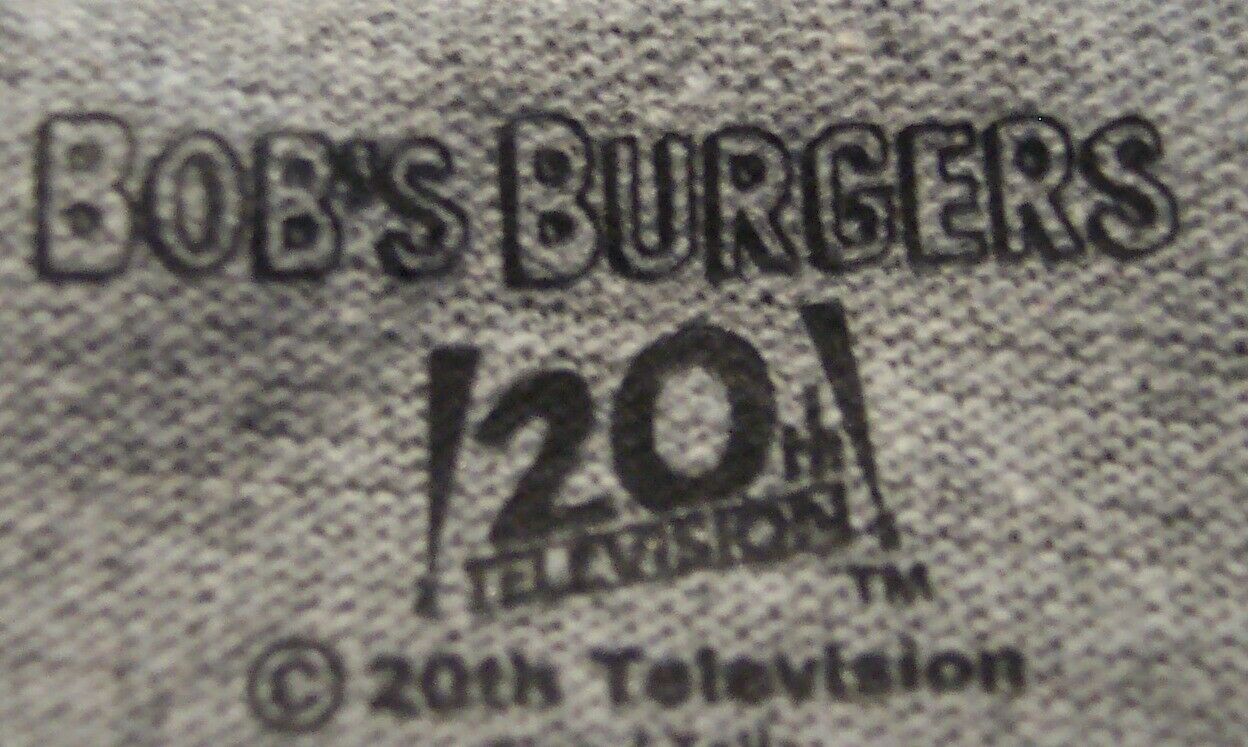 BOB'S BURGERS
20th
TELEVISION
TM
© 20th Television